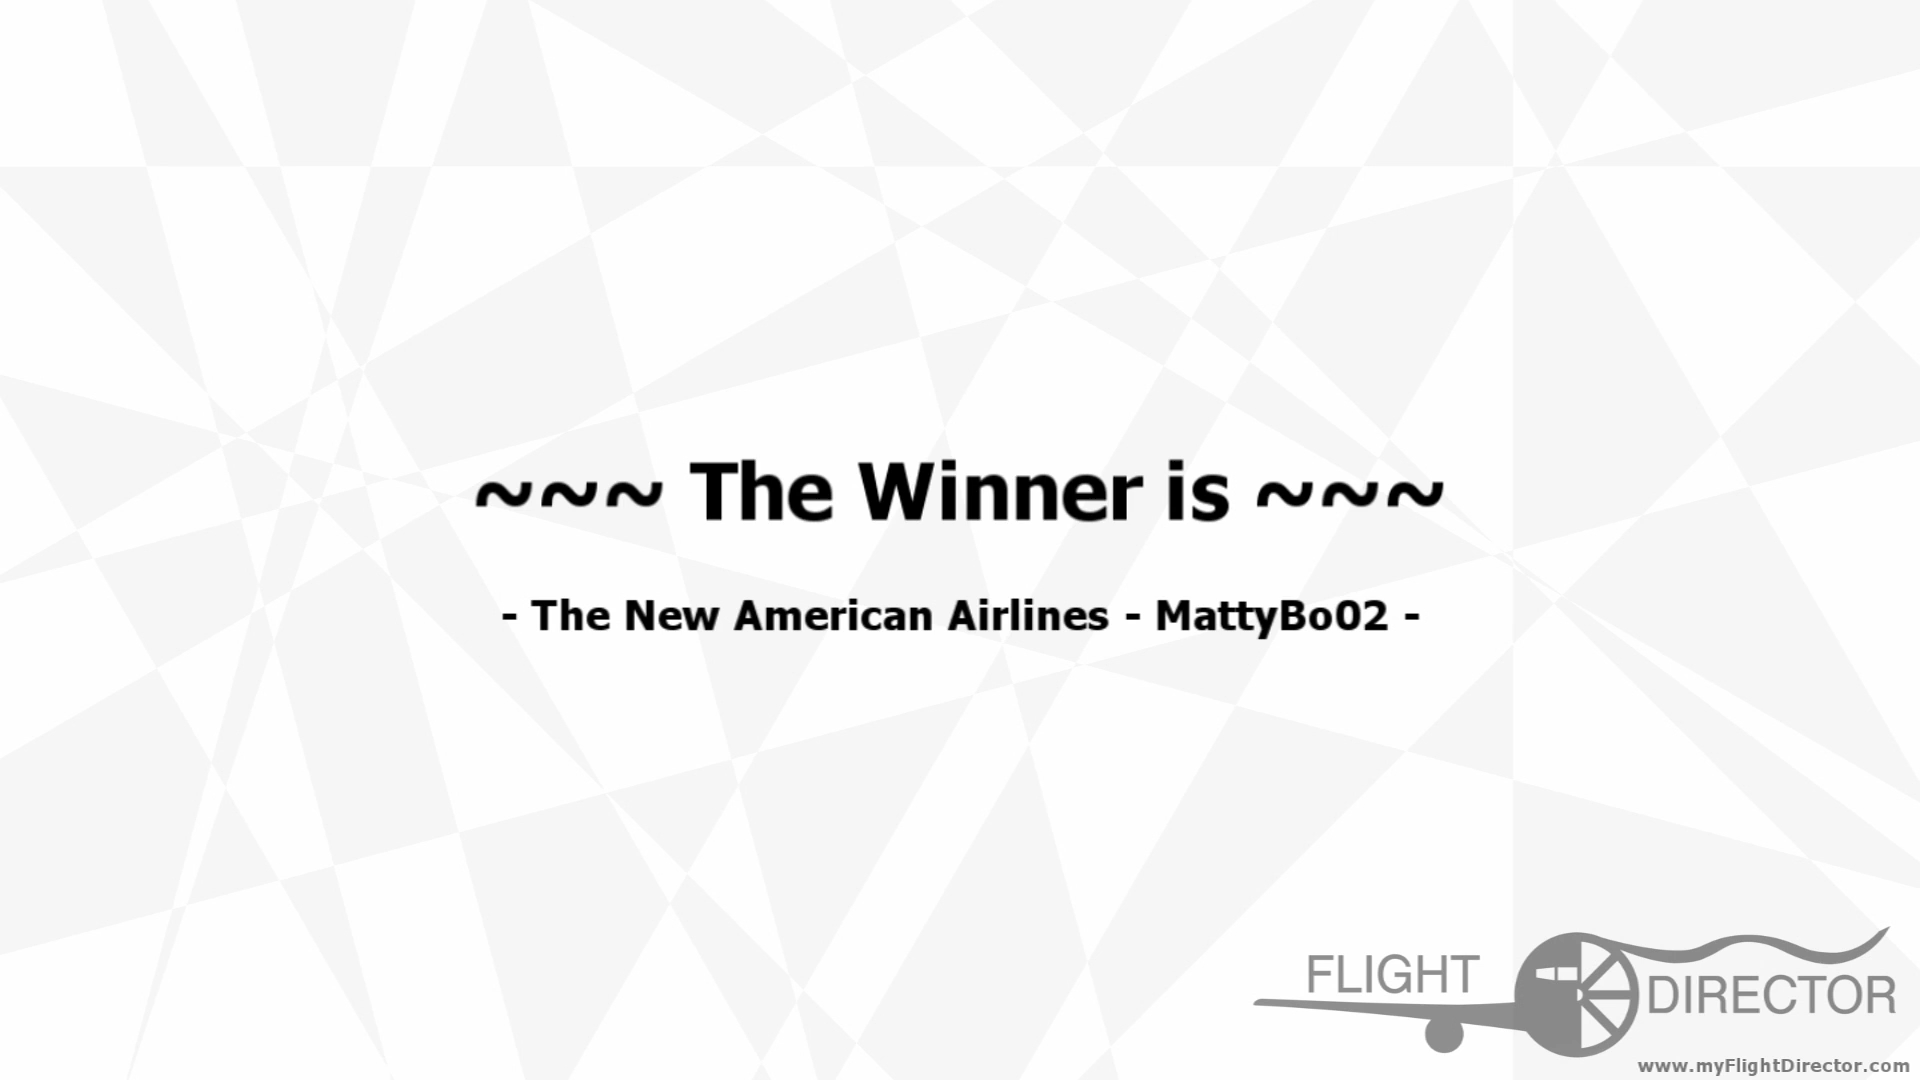 ~~~ The Winner is ~~~
- The New American Airlines - MattyBo02 -
FLIGHT
DIRECTOR
www.myFlightDirector.com